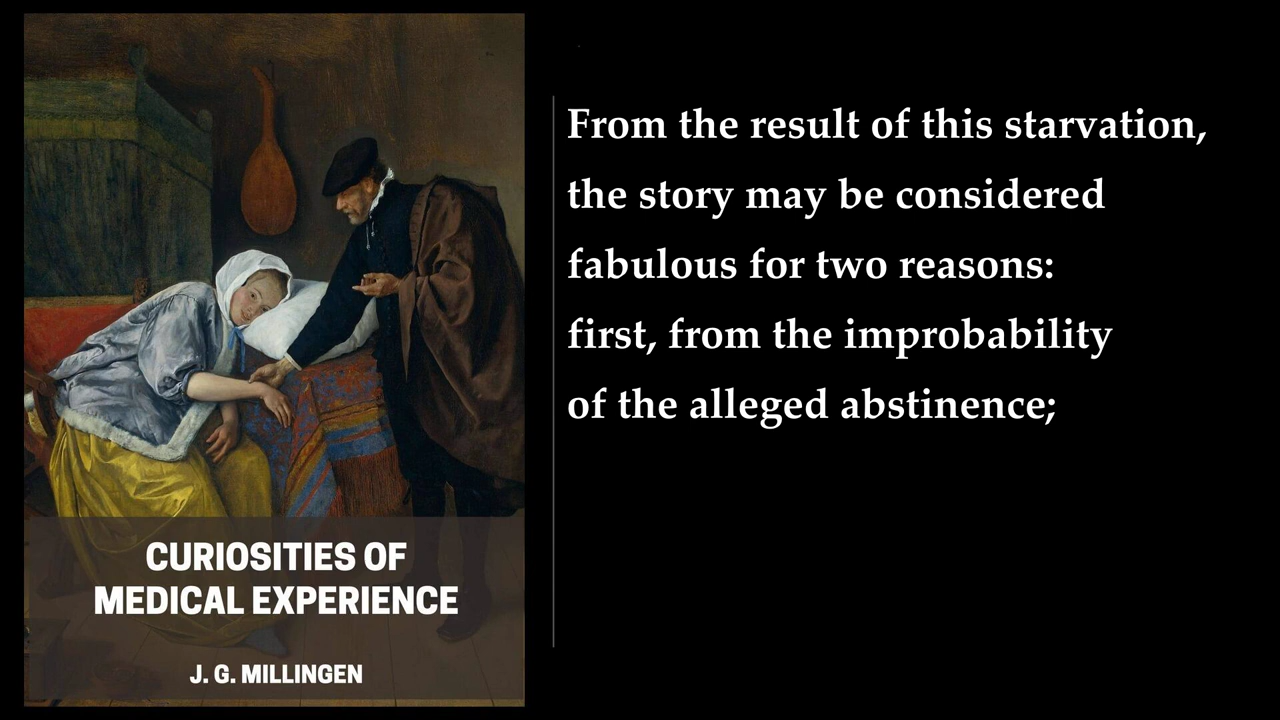 From the result of this starvation,
the story may be considered
fabulous for two reasons:
first, from the improbability
of the alleged abstinence;
CURIOSITIES OF
MEDICAL EXPERIENCE
J. G. MILLINGEN